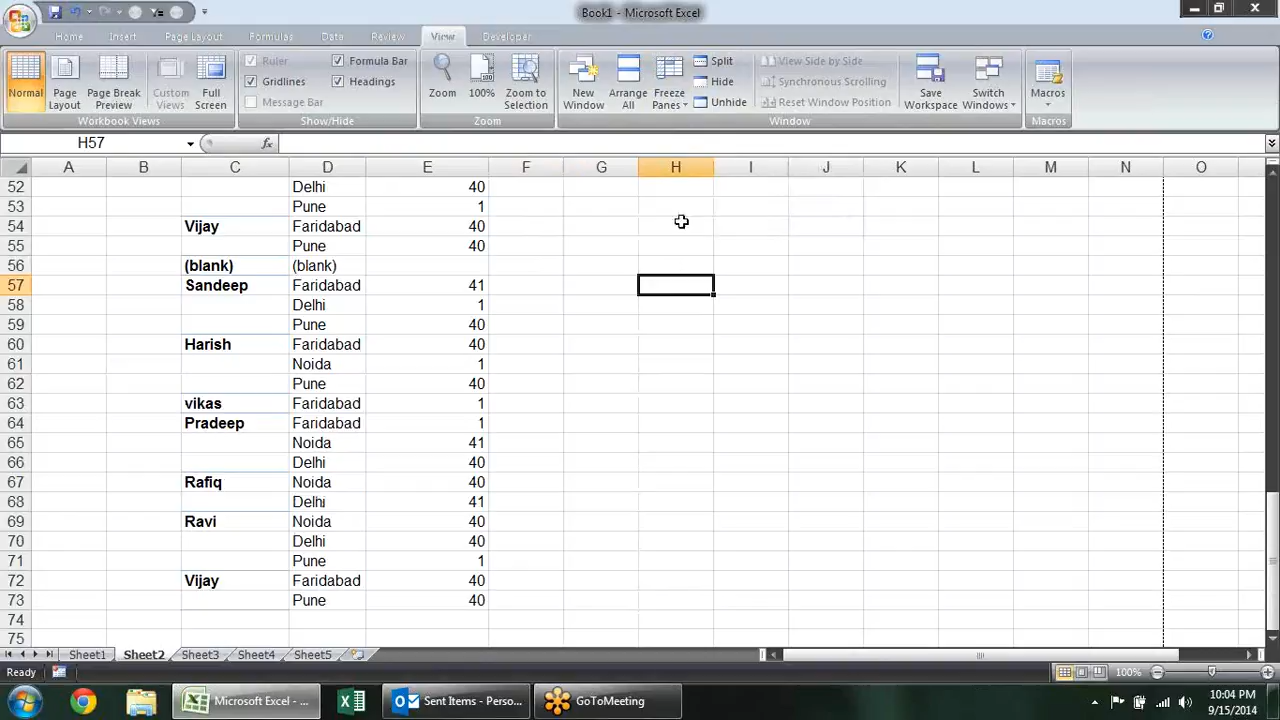 Book1 - Microsoft Excel
Home Insert Page Layout Formulas Data Review View Developer
Normal
Page Layout
Page Break Preview
Custom Views
Full Screen
Workbook Views
Ruler
Formula Bar
Gridlines
Headings
Message Bar
Show/Hide
Zoom
100%
Zoom to Selection
Zoom
New Window
Arrange All
Freeze Panes
Split
Hide
Unhide
View Side by Side
Synchronous Scrolling
Reset Window Position
Window
Save Workspace
Switch Windows
Macros
Macros
H57
fx
A B C D E F G H I J K L M N O
52 Delhi 40
53 Pune 1
54 Vijay Faridabad 40
55 Pune 40
56 (blank) (blank)
57 Sandeep Faridabad 41
58 Delhi 1
59 Pune 40
60 Harish Faridabad 40
61 Noida 1
62 Pune 40
63 vikas Faridabad 1
64 Pradeep Faridabad 1
65 Noida 41
66 Delhi 40
67 Rafiq Noida 40
68 Delhi 41
69 Ravi Noida 40
70 Delhi 40
71 Pune 1
72 Vijay Faridabad 40
73 Pune 40
74
75
Sheet1 Sheet2 Sheet3 Sheet4 Sheet5
Ready
100%
Microsoft Excel - ...
Sent Items - Perso...
GoToMeeting
10:04 PM
9/15/2014